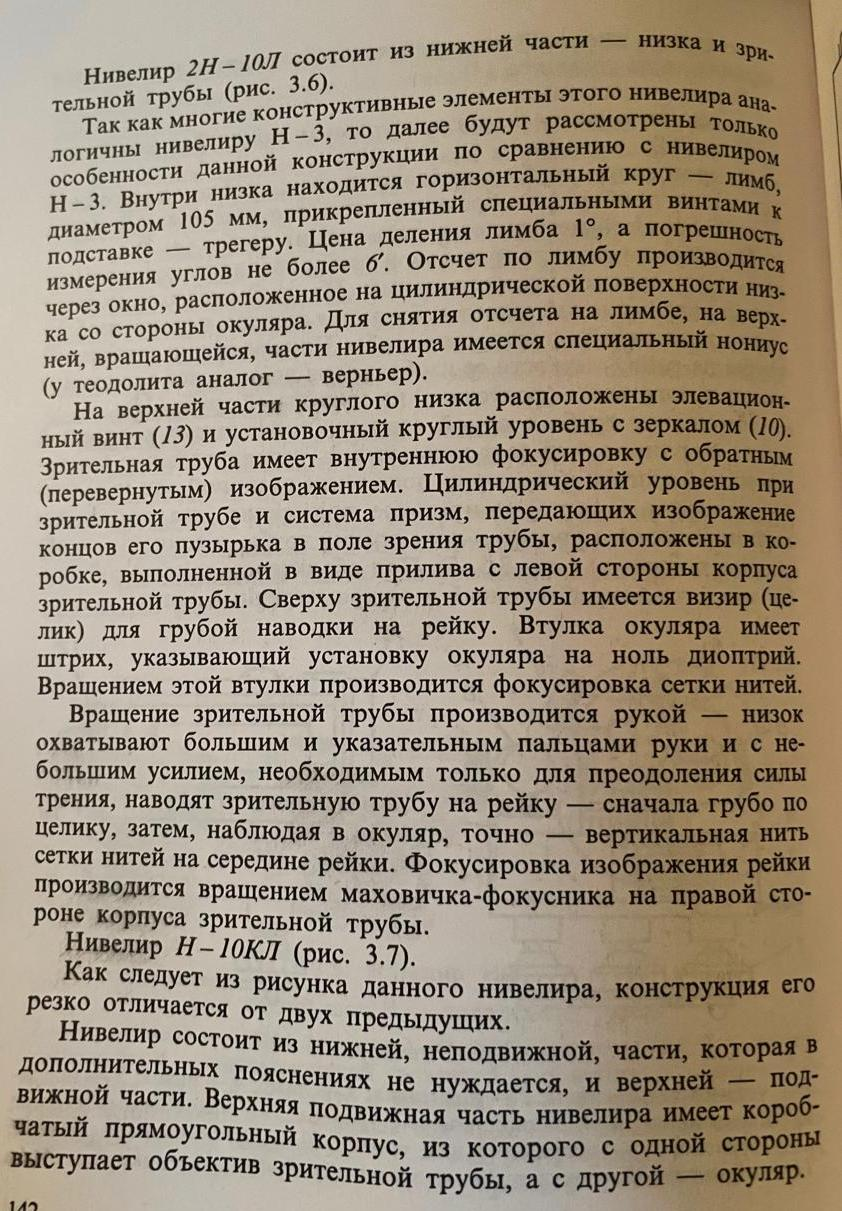 Нивелир 2Н–10Л состоит из нижней части — низка и зри-
тельной трубы (рис. 3.6).
Так как многие конструктивные элементы этого нивелира ана-
логичны нивелиру Н–3, то далее будут рассмотрены только
особенности данной конструкции по сравнению с нивелиром
Н–3. Внутри низка находится горизонтальный круг — лимб,
диаметром 105 мм, прикрепленный специальными винтами к
подставке — трегеру. Цена деления лимба 1°, а погрешность
измерения углов не более 6′. Отсчет по лимбу производится
через окно, расположенное на цилиндрической поверхности низ-
ка со стороны окуляра. Для снятия отсчета на лимбе, на верх-
ней, вращающейся, части нивелира имеется специальный нониус
(у теодолита аналог — верньер).
На верхней части круглого низка расположены элевацион-
ный винт (13) и установочный круглый уровень с зеркалом (10).
Зрительная труба имеет внутреннюю фокусировку с обратным
(перевернутым) изображением. Цилиндрический уровень при
зрительной трубе и система призм, передающих изображение
концов его пузырька в поле зрения трубы, расположены в ко-
робке, выполненной в виде прилива с левой стороны корпуса
зрительной трубы. Сверху зрительной трубы имеется визир (це-
лик) для грубой наводки на рейку. Втулка окуляра имеет
штрих, указывающий установку окуляра на ноль диоптрий.
Вращением этой втулки производится фокусировка сетки нитей.
Вращение зрительной трубы производится рукой — низок
охватывают большим и указательным пальцами руки и с не-
большим усилием, необходимым только для преодоления силы
трения, наводят зрительную трубу на рейку — сначала грубо по
целику, затем, наблюдая в окуляр, точно — вертикальная нить
сетки нитей на середине рейки. Фокусировка изображения рейки
производится вращением маховичка-фокусника на правой сто-
роне корпуса зрительной трубы.
Нивелир Н–10КЛ (рис. 3.7).
Как следует из рисунка данного нивелира, конструкция его
резко отличается от двух предыдущих.
Нивелир состоит из нижней, неподвижной, части, которая в
дополнительных пояснениях не нуждается, и верхней — под-
вижной части. Верхняя подвижная часть нивелира имеет короб-
чатый прямоугольный корпус, из которого с одной стороны
выступает объектив зрительной трубы, а с другой — окуляр.
142